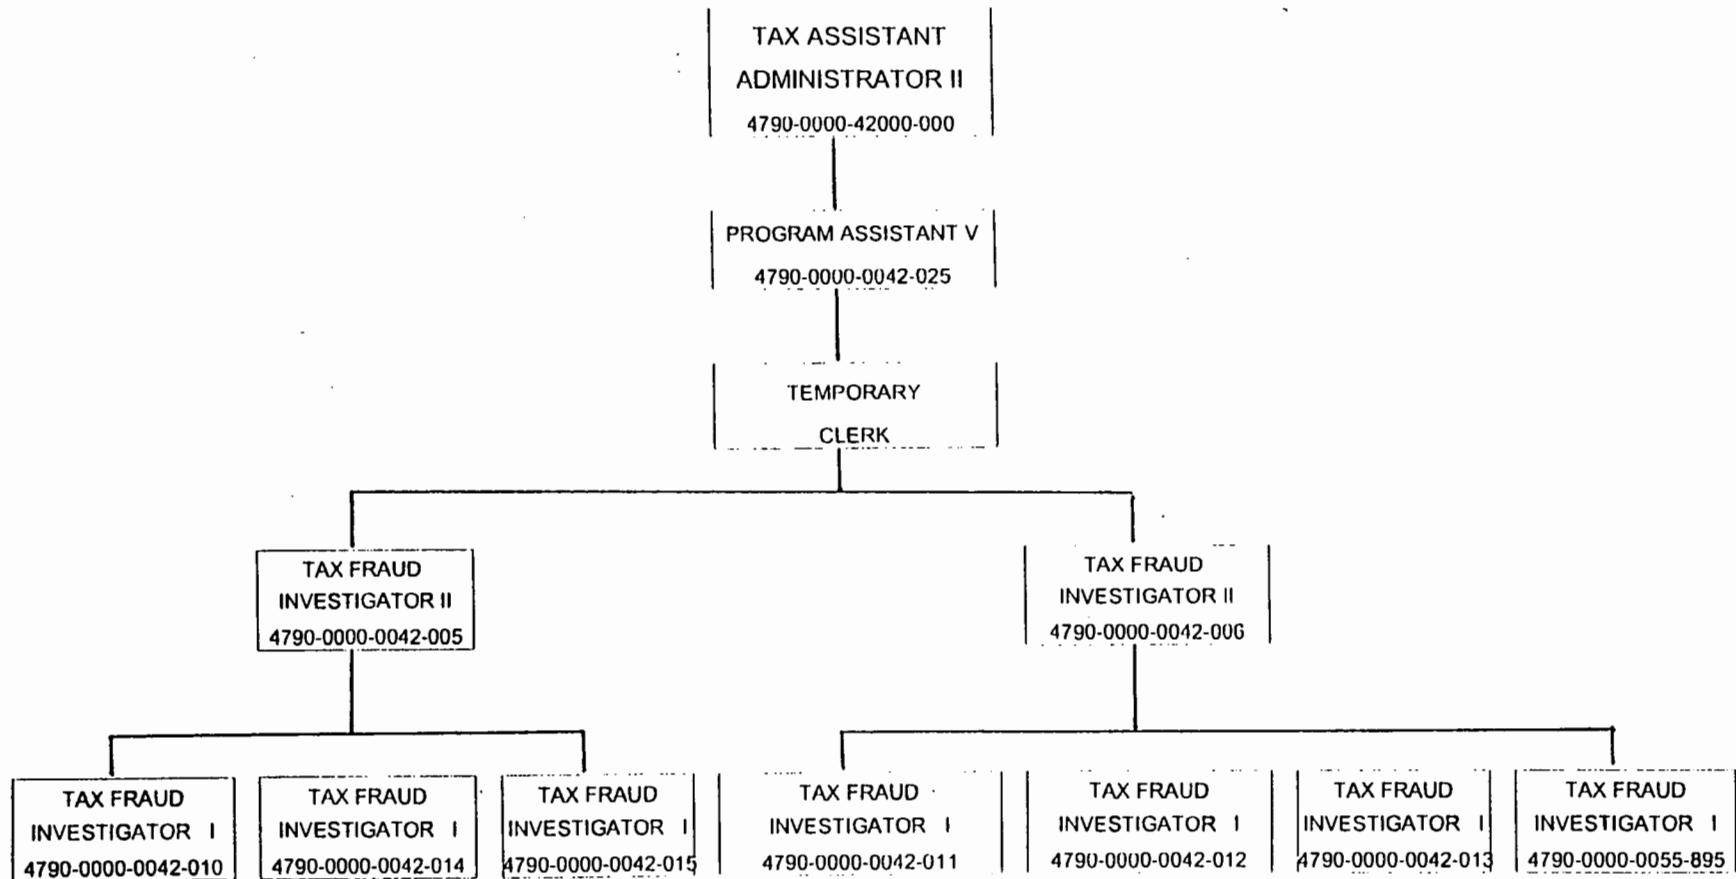 TAX ASSISTANT
ADMINISTRATOR II
4790-0000-42000-000
PROGRAM ASSISTANT V
4790-0000-0042-025
TEMPORARY
CLERK
TAX FRAUD
INVESTIGATOR II
4790-0000-0042-005
TAX FRAUD
INVESTIGATOR II
4790-0000-0042-006
TAX FRAUD
INVESTIGATOR I
4790-0000-0042-010
TAX FRAUD
INVESTIGATOR I
4790-0000-0042-014
TAX FRAUD
INVESTIGATOR I
4790-0000-0042-015
TAX FRAUD
INVESTIGATOR I
4790-0000-0042-011
TAX FRAUD
INVESTIGATOR I
4790-0000-0042-012
TAX FRAUD
INVESTIGATOR I
4790-0000-0042-013
TAX FRAUD
INVESTIGATOR I
4790-0000-0055-895